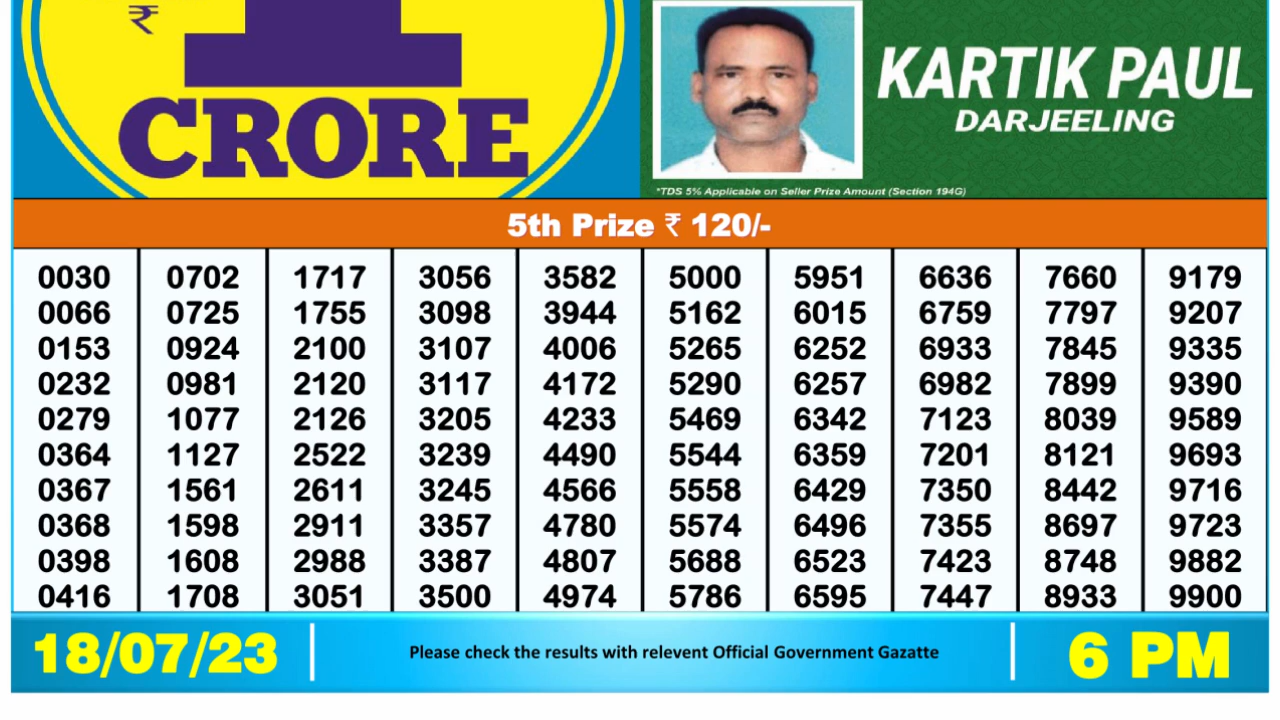 ₹
1
CRORE
KARTIK PAUL
DARJEELING
*TDS 5% Applicable on Seller Prize Amount (Section 194G)
5th Prize ₹ 120/-
0030 0702 1717 3056 3582 5000 5951 6636 7660 9179
0066 0725 1755 3098 3944 5162 6015 6759 7797 9207
0153 0924 2100 3107 4006 5265 6252 6933 7845 9335
0232 0981 2120 3117 4172 5290 6257 6982 7899 9390
0279 1077 2126 3205 4233 5469 6342 7123 8039 9589
0364 1127 2522 3239 4490 5544 6359 7201 8121 9693
0367 1561 2611 3245 4566 5558 6429 7350 8442 9716
0368 1598 2911 3357 4780 5574 6496 7355 8697 9723
0398 1608 2988 3387 4807 5688 6523 7423 8748 9882
0416 1708 3051 3500 4974 5786 6595 7447 8933 9900
18/07/23
Please check the results with relevent Official Government Gazatte
6 PM